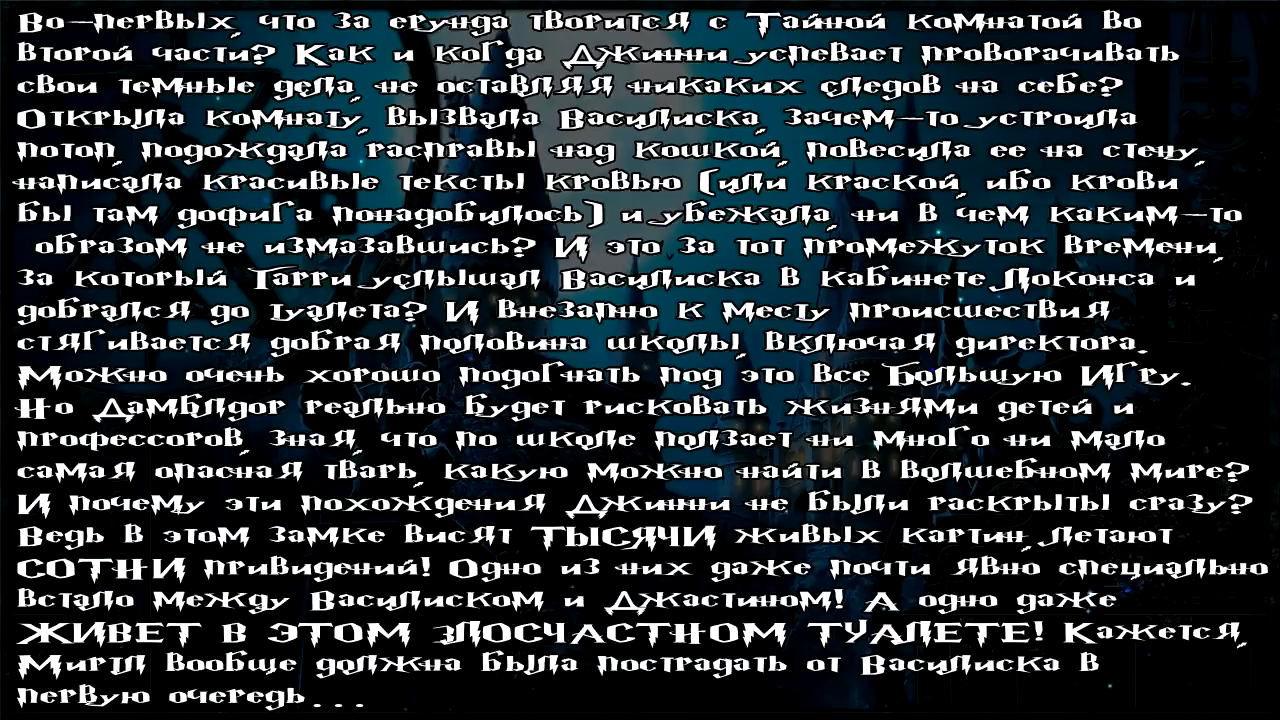 Во-первых, что за ерунда творится с Тайной комнатой во
второй части? Как и когда Джинни успевает проворачивать
свои темные дела, не оставляя никаких следов на себе?
Открыла комнату, вызвала Василиска, зачем-то устроила
потоп, подождала расправы над кошкой, повесила ее на стену,
написала красивые тексты кровью (или краской, ибо крови
бы там дофига понадобилось) и убежала, ни в чем каким-то
образом не измазавшись? И это за тот промежуток времени,
за который Гарри услышал Василиска в кабинете Локонса и
добрался до туалета? И внезапно к месту происшествия
стягивается добрая половина школы, включая директора.
Можно очень хорошо подогнать под это все Большую Игру.
Но Дамблдор реально будет рисковать жизнями детей и
профессоров, зная, что по школе ползает ни много ни мало
самая опасная тварь, какую можно найти в волшебном мире?
И почему эти похождения Джинни не были раскрыты сразу?
Ведь в этом замке висят ТЫСЯЧИ живых картин, летают
СОТНИ привидений! Одно из них даже почти явно специально
встало между Василиском и Джастином! А одно даже
ЖИВЕТ В ЭТОМ ЗЛОСЧАСТНОМ ТУАЛЕТЕ! Кажется,
Миртл вообще должна была пострадать от Василиска в
первую очередь...